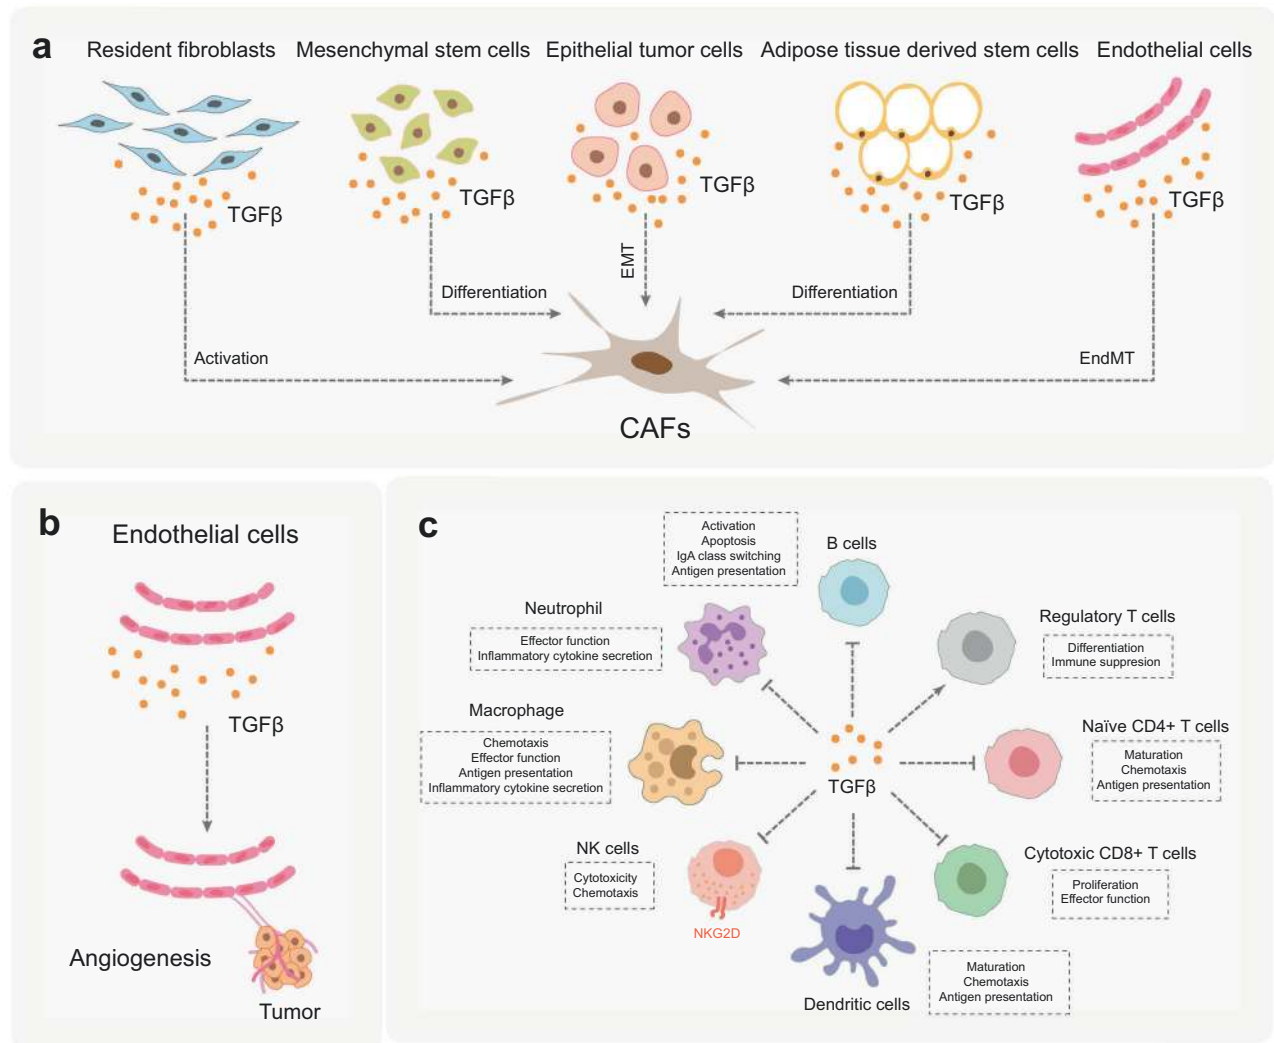 a
Resident fibroblasts
Mesenchymal stem cells
Epithelial tumor cells
Adipose tissue derived stem cells
Endothelial cells
TGFβ
TGFβ
TGFβ
TGFβ
TGFβ
EMT
Differentiation
Differentiation
Activation
EndMT
CAFs
b
Endothelial cells
TGFβ
Angiogenesis
Tumor
c
Activation
Apoptosis
IgA class switching
Antigen presentation
B cells
Neutrophil
Effector function
Inflammatory cytokine secretion
Regulatory T cells
Differentiation
Immune suppresion
Macrophage
Chemotaxis
Effector function
Antigen presentation
Inflammatory cytokine secretion
TGFβ
Naïve CD4+ T cells
Maturation
Chemotaxis
Antigen presentation
NK cells
Cytotoxicity
Chemotaxis
NKG2D
Cytotoxic CD8+ T cells
Proliferation
Effector function
Dendritic cells
Maturation
Chemotaxis
Antigen presentation